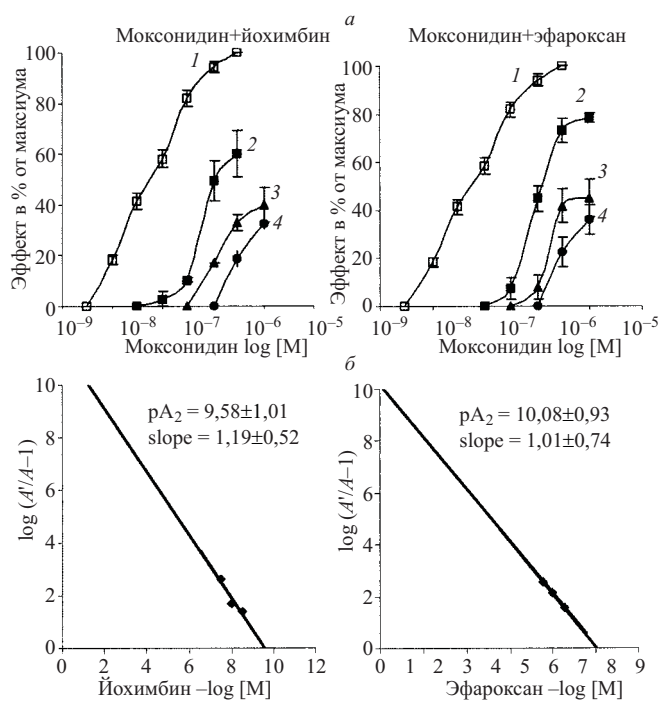 а
Моксонидин+йохимбин
Эффект в % от максиума
100
80
60
40
20
0
1
2
3
4
10–9
10–8
10–7
10–6
10–5
Моксонидин log [M]
Моксонидин+эфароксан
Эффект в % от максиума
100
80
60
40
20
0
1
2
3
4
10–9
10–8
10–7
10–6
10–5
Моксонидин log [M]
б
log (A'/A–1)
10
8
6
4
2
0
pA2 = 9,58±1,01
slope = 1,19±0,52
0 2 4 6 8 10 12
Йохимбин –log [M]
log (A'/A–1)
10
8
6
4
2
0
pA2 = 10,08±0,93
slope = 1,01±0,74
0 1 2 3 4 5 6 7 8 9
Эфароксан –log [M]